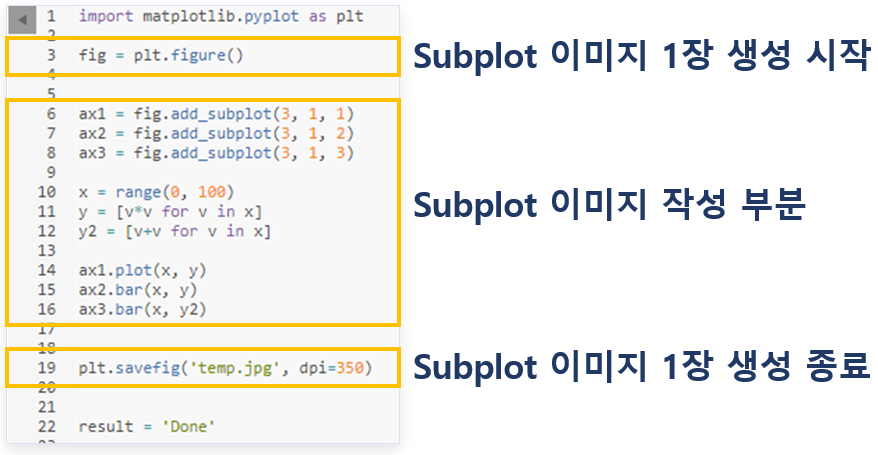 1 import matplotlib.pyplot as plt
2
3 fig = plt.figure()
Subplot 이미지 1장 생성 시작
4
5
6 ax1 = fig.add_subplot(3, 1, 1)
7 ax2 = fig.add_subplot(3, 1, 2)
8 ax3 = fig.add_subplot(3, 1, 3)
9
10 x = range(0, 100)
11 y = [v*v for v in x]
12 y2 = [v+v for v in x]
Subplot 이미지 작성 부분
13
14 ax1.plot(x, y)
15 ax2.bar(x, y)
16 ax3.bar(x, y2)
17
18
19 plt.savefig('temp.jpg', dpi=350)
Subplot 이미지 1장 생성 종료
20
21
22 result = 'Done'
23